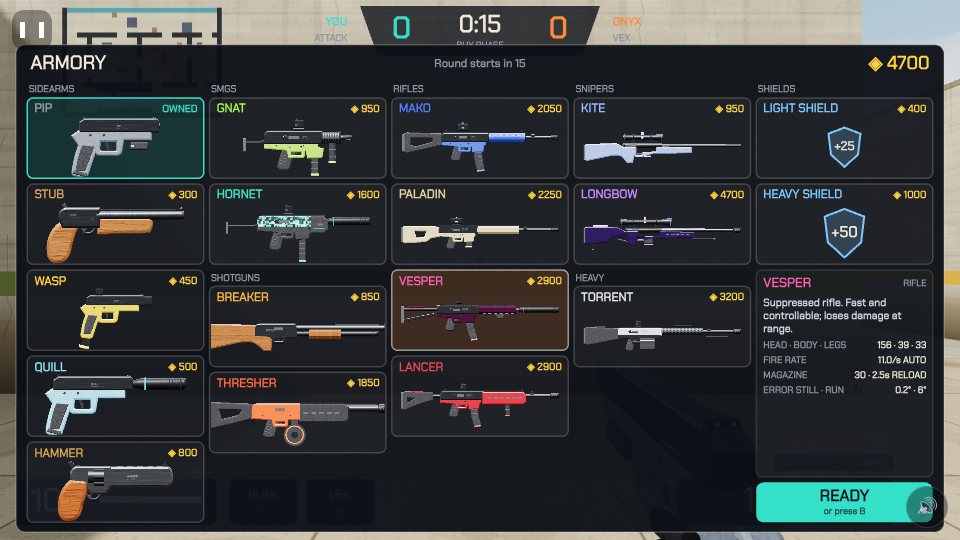 YOU
ATTACK
0
0:15
BUY PHASE
0
ONYX
VEX
ARMORY
Round starts in 15
4700
SIDEARMS
PIP OWNED
STUB 300
WASP 450
QUILL 500
HAMMER 800
SMGS
GNAT 950
HORNET 1600
SHOTGUNS
BREAKER 850
THRESHER 1850
RIFLES
MAKO 2050
PALADIN 2250
VESPER 2900
LANCER 2900
SNIPERS
KITE 950
LONGBOW 4700
HEAVY
TORRENT 3200
SHIELDS
LIGHT SHIELD 400
+25
HEAVY SHIELD 1000
+50
VESPER RIFLE
Suppressed rifle. Fast and
controllable; loses damage at
range.
HEAD · BODY · LEGS 156 · 39 · 33
FIRE RATE 11.0/s AUTO
MAGAZINE 30 · 2.5s RELOAD
ERROR STILL · RUN 0.2° · 6°
READY
or press B
BLINK
VEIL
E